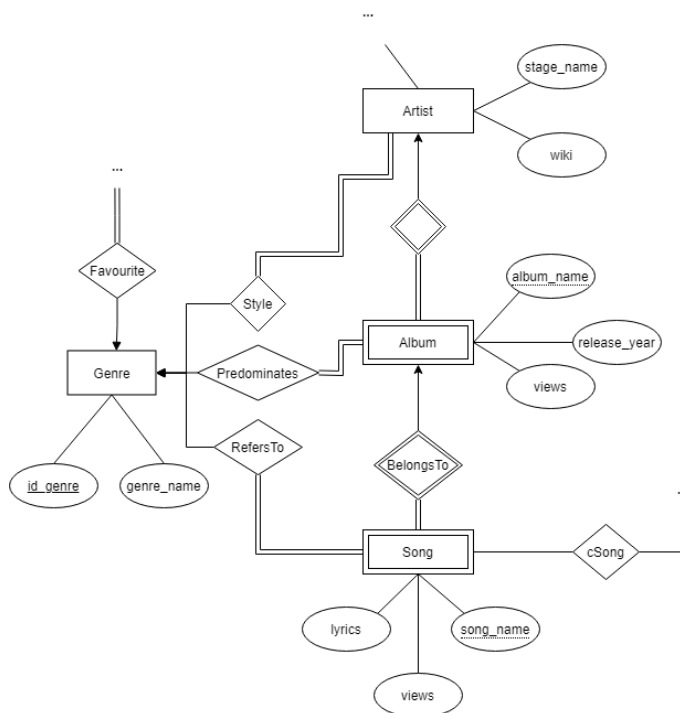 ...
stage_name
Artist
wiki
...
Favourite
album_name
Style
Album
release_year
Genre
Predominates
views
RefersTo
BelongsTo
id_genre
genre_name
Song
cSong
lyrics
song_name
views